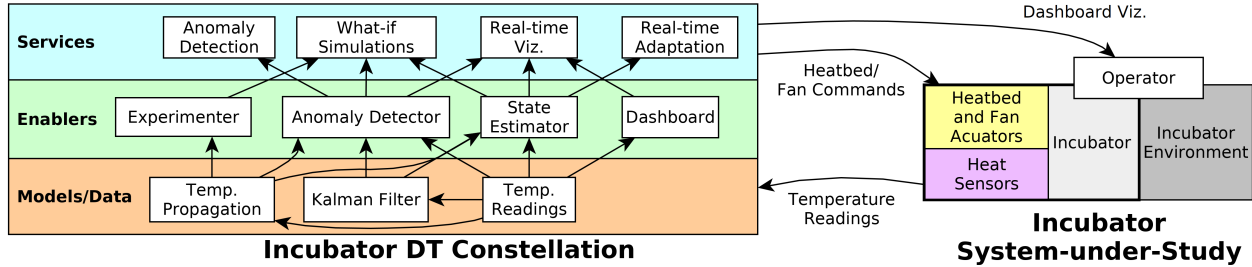 Services
Anomaly
Detection
What-if
Simulations
Real-time
Viz.
Real-time
Adaptation
Enablers
Experimenter
Anomaly Detector
State
Estimator
Dashboard
Models/Data
Temp.
Propagation
Kalman Filter
Temp.
Readings
Incubator DT Constellation
Dashboard Viz.
Heatbed/
Fan Commands
Temperature
Readings
Operator
Heatbed
and Fan
Acuators
Heat
Sensors
Incubator
Incubator
Environment
Incubator
System-under-Study